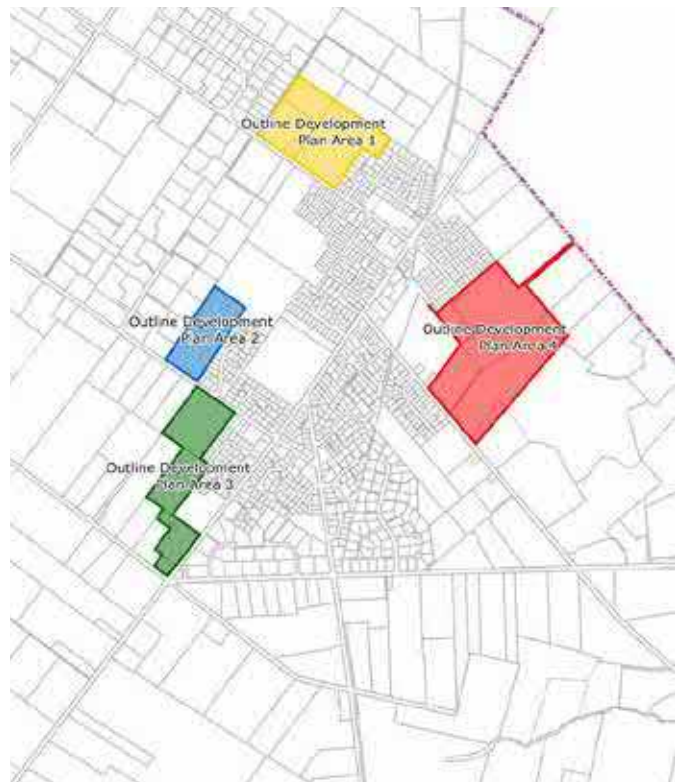 Outline Development
Plan Area 1
Outline Development
Plan Area 2
Outline Development
Plan Area 4
Outline Development
Plan Area 3